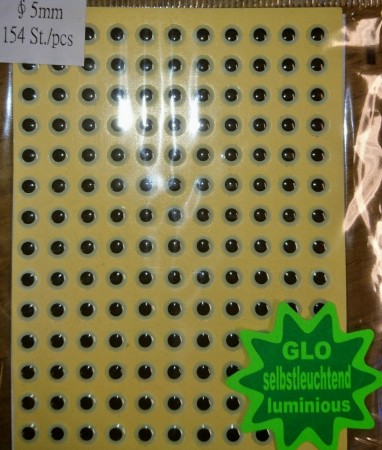 ∮ 5mm
154 St./pcs
GLO
selbstleuchtend
luminious